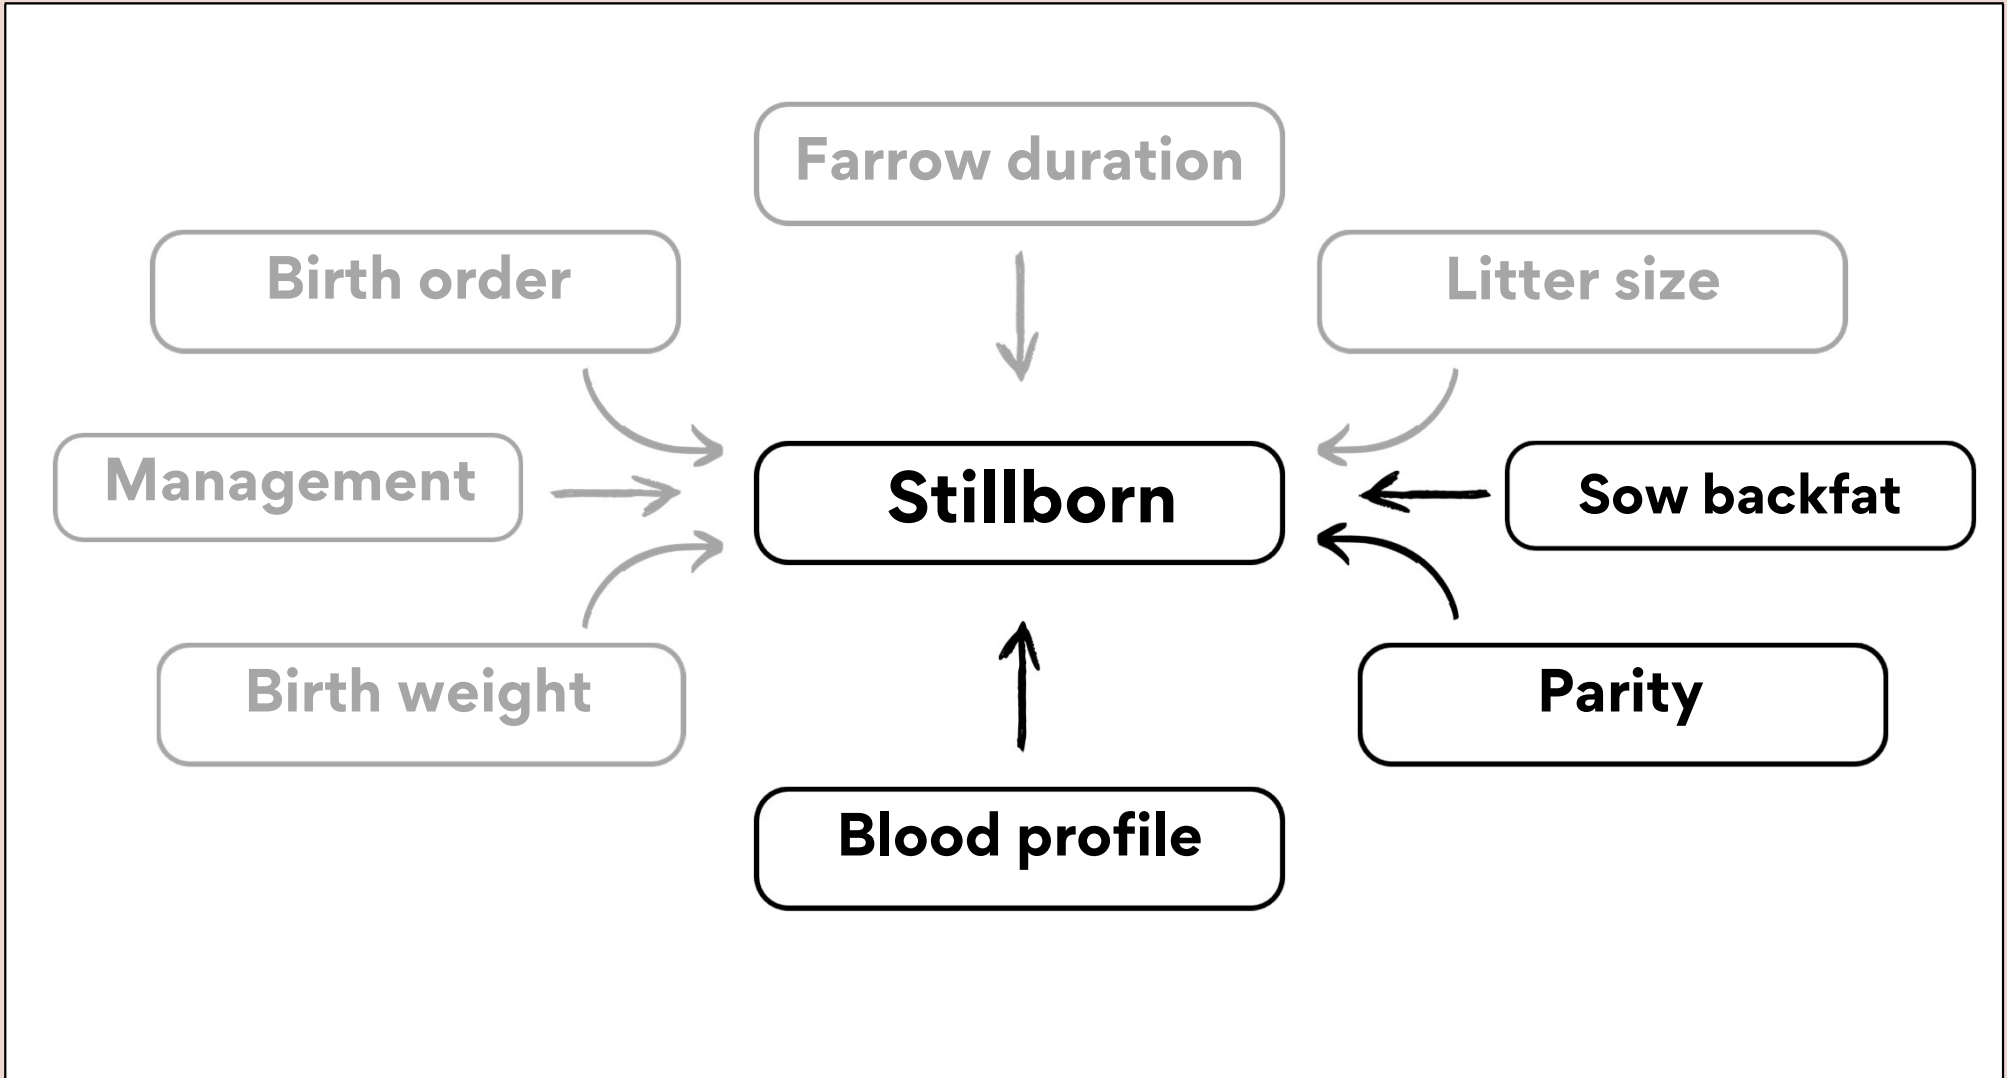 Farrow duration
Birth order
Litter size
Management
Stillborn
Sow backfat
Birth weight
Parity
Blood profile